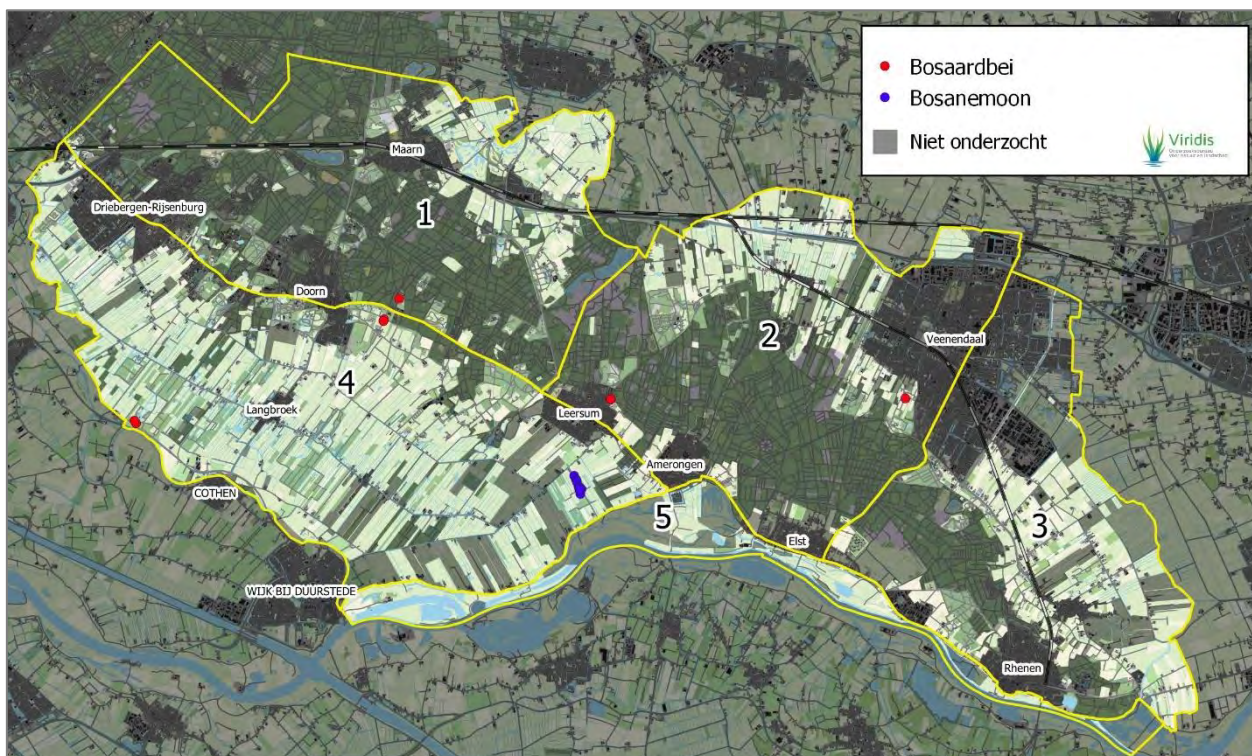 Bosaardbei
Bosanemoon
Niet onderzocht
Viridis
Maarn
1
Driebergen-Rijsenburg
Doorn
2
Veenendaal
4
Langbroek
Leersum
Amerongen
COTHEN
5
3
Elst
WIJK BIJ DUURSTEDE
Rhenen